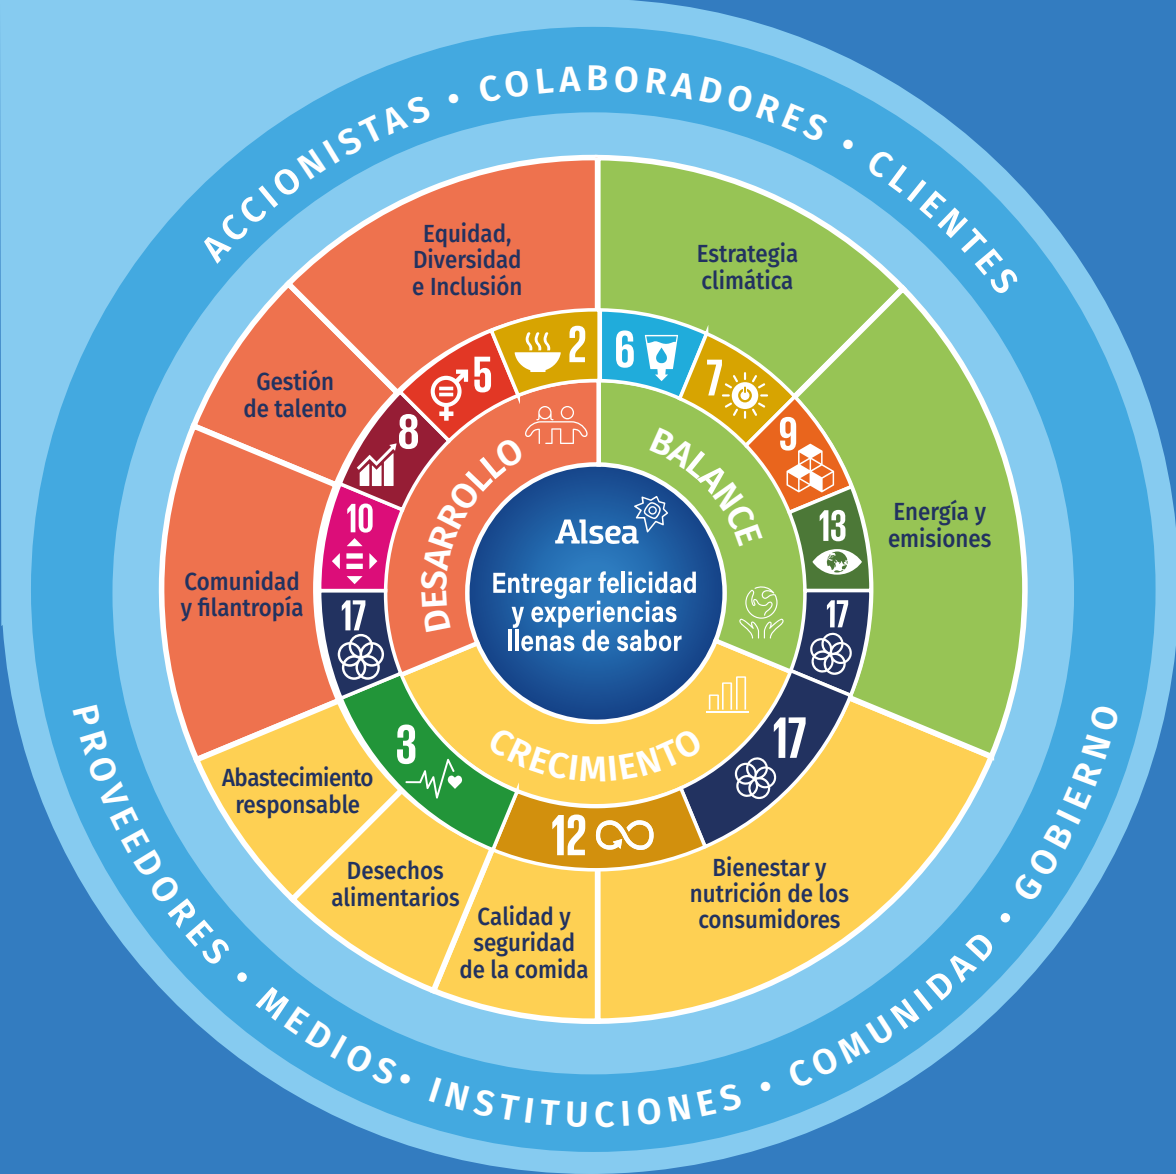 ACCIONISTAS • COLABORADORES • CLIENTES
Equidad,
Diversidad
e Inclusión
Estrategia
climática
Gestión
de talento
Energía y
emisiones
Comunidad
y filantropía
Abastecimiento
responsable
Desechos
alimentarios
Calidad y
seguridad
de la comida
Bienestar y
nutrición de los
consumidores
2
5
8
10
17
6
7
9
13
17
3
12
17
DESARROLLO
BALANCE
CRECIMIENTO
Alsea
Entregar felicidad
y experiencias
llenas de sabor
PROVEEDORES • MEDIOS • INSTITUCIONES • COMUNIDAD • GOBIERNO